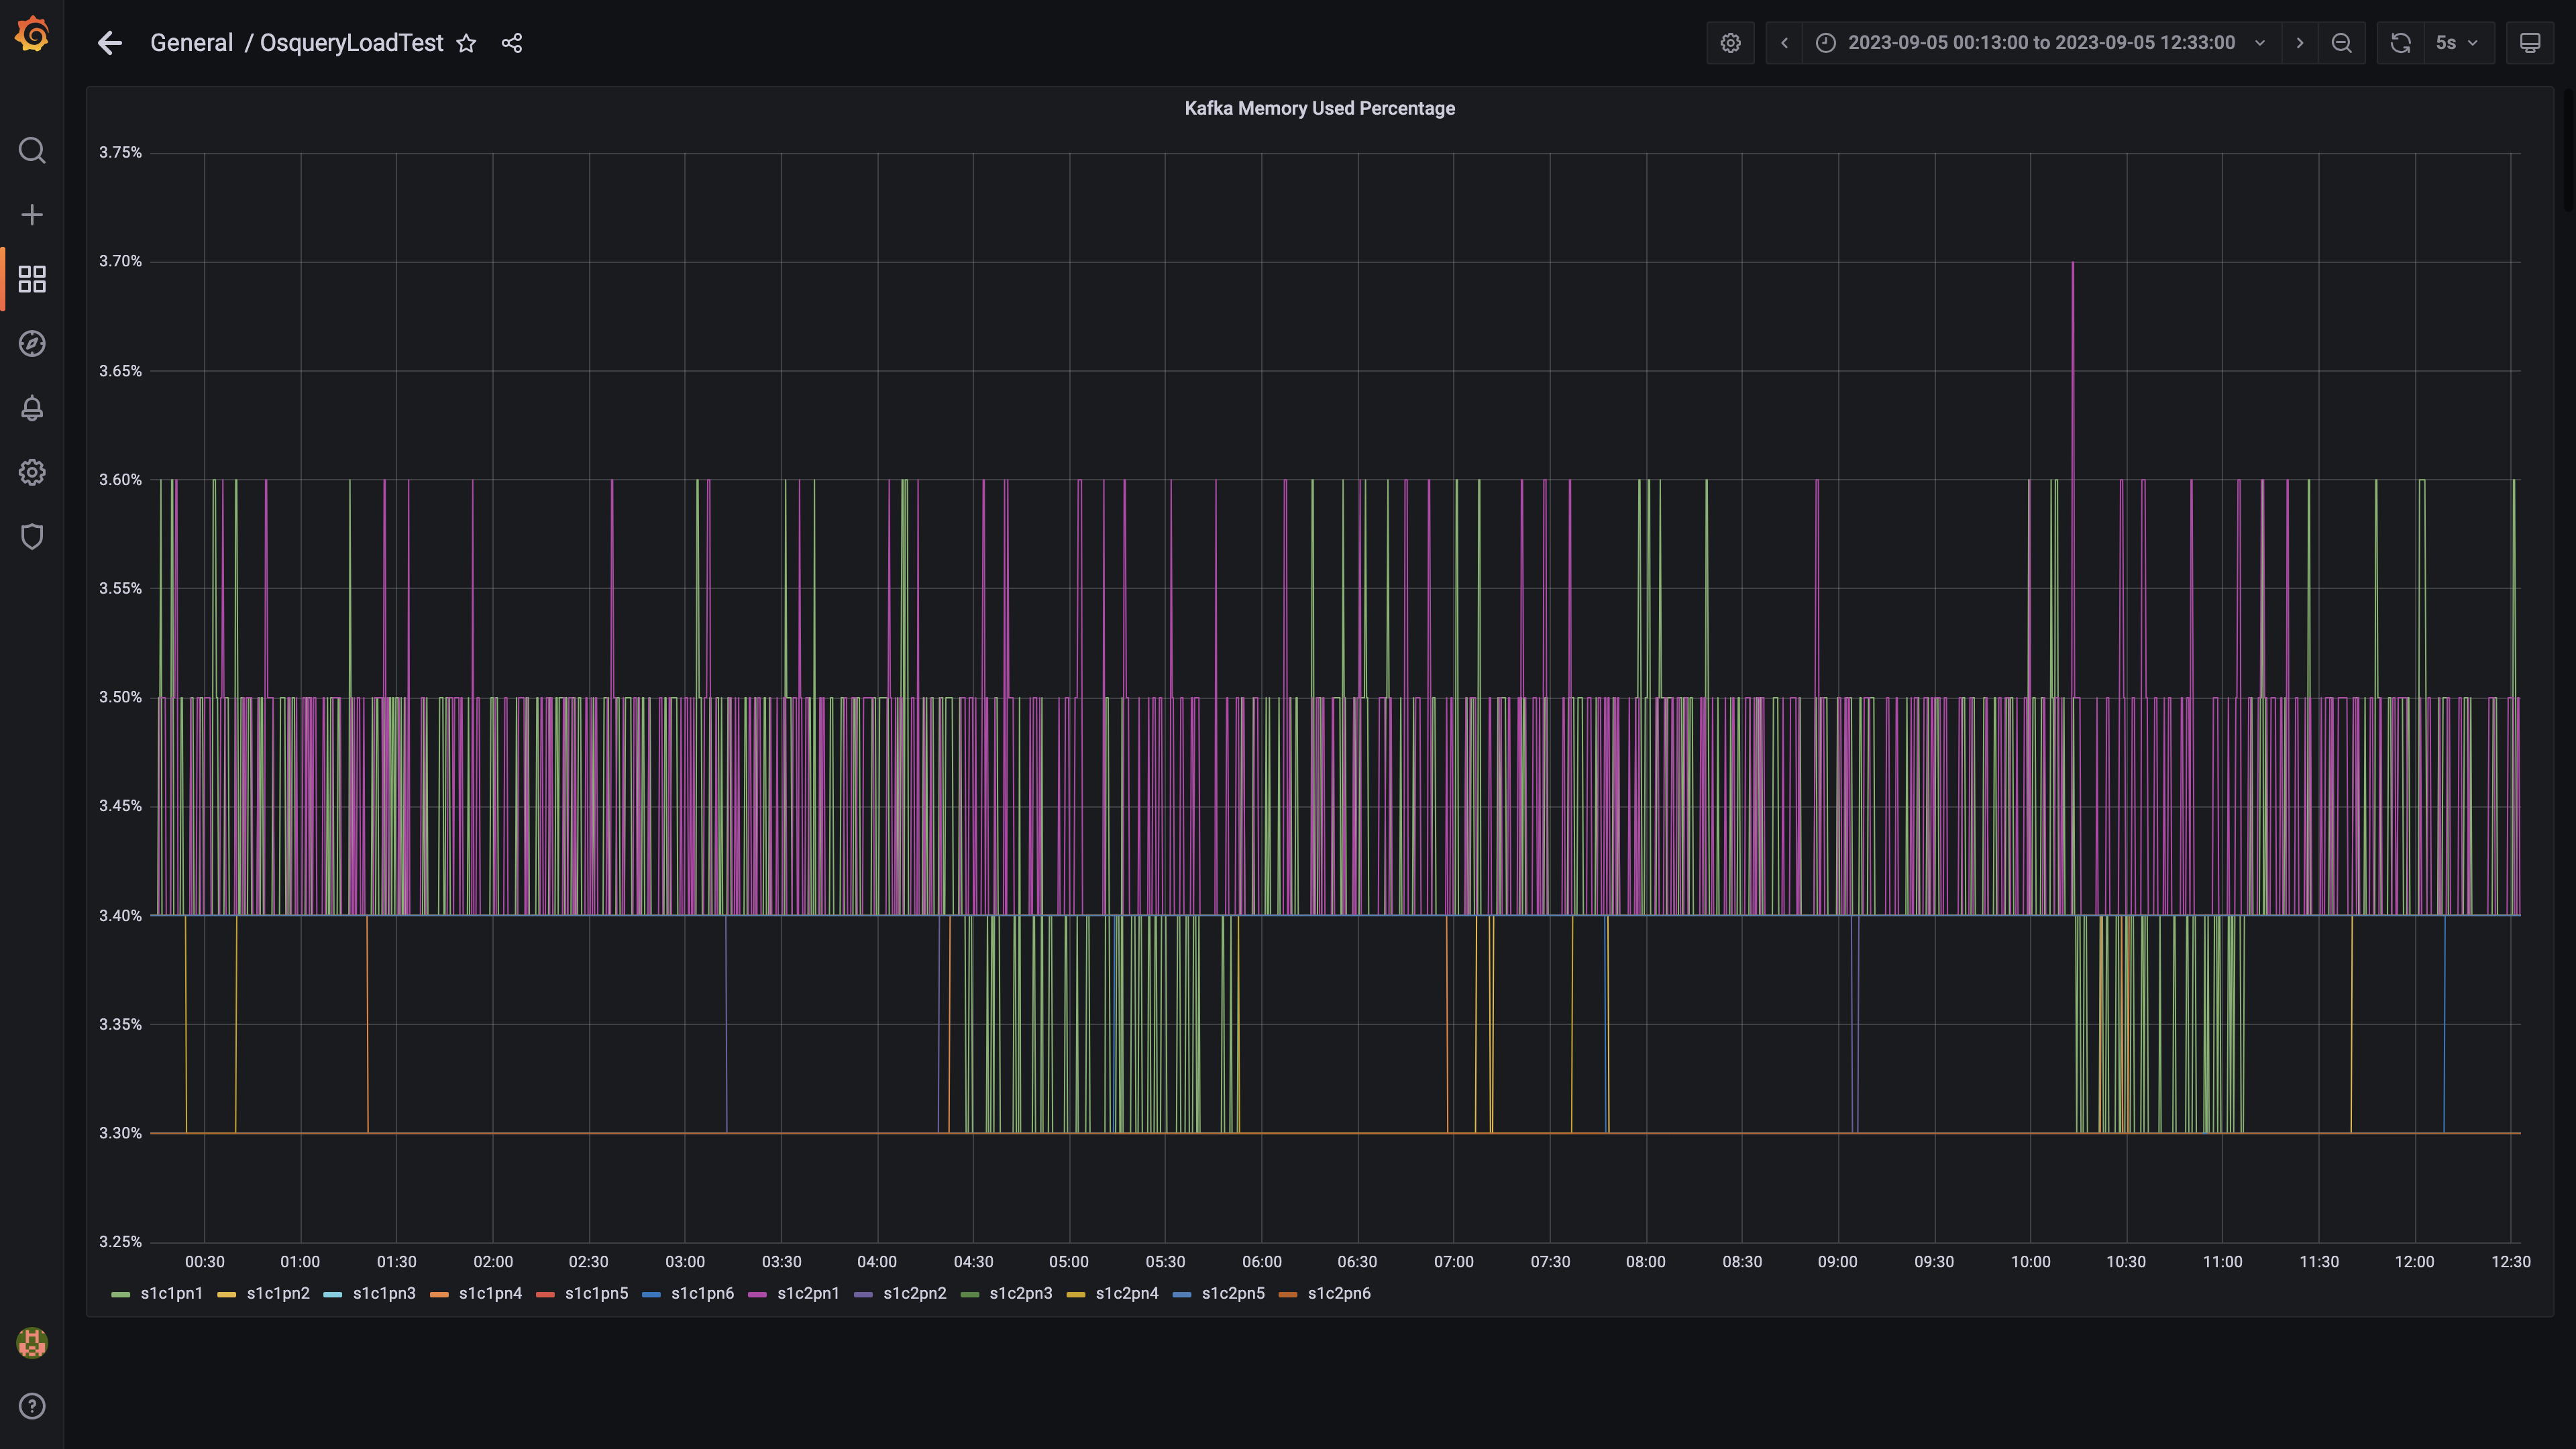 General / OsqueryLoadTest
2023-09-05 00:13:00 to 2023-09-05 12:33:00
5s
Kafka Memory Used Percentage
3.75%
3.70%
3.65%
3.60%
3.55%
3.50%
3.45%
3.40%
3.35%
3.30%
3.25%
00:30 01:00 01:30 02:00 02:30 03:00 03:30 04:00 04:30 05:00 05:30 06:00 06:30 07:00 07:30 08:00 08:30 09:00 09:30 10:00 10:30 11:00 11:30 12:00 12:30
s1c1pn1 s1c1pn2 s1c1pn3 s1c1pn4 s1c1pn5 s1c1pn6 s1c2pn1 s1c2pn2 s1c2pn3 s1c2pn4 s1c2pn5 s1c2pn6